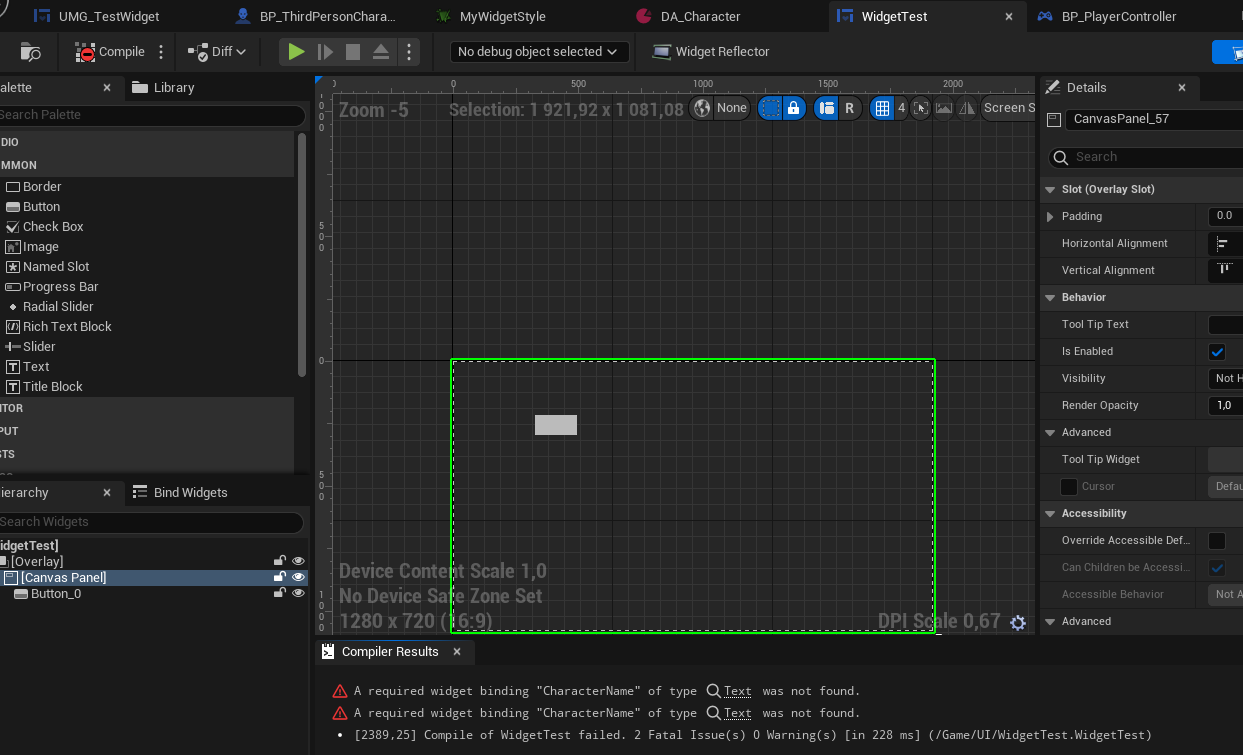 UMG_TestWidget BP_ThirdPersonChara... MyWidgetStyle DA_Character WidgetTest BP_PlayerController
Compile Diff No debug object selected Widget Reflector
alette Library
Search Palette
DIO
MMON
Border
Button
Check Box
Image
Named Slot
Progress Bar
Radial Slider
Rich Text Block
Slider
Text
Title Block
ITOR
PUT
STS
ierarchy Bind Widgets
Search Widgets
idgetTest]
[Overlay]
[Canvas Panel]
Button_0
0 500 1000 1500 2000
Zoom -5 Selection: 1 921,92 x 1 081,08 None R 4 Screen S
500
0
500
1000
Device Content Scale 1,0
No Device Safe Zone Set
1280 x 720 (16:9) DPI Scale 0,67
Details
CanvasPanel_57
Search
Slot (Overlay Slot)
Padding 0.0
Horizontal Alignment
Vertical Alignment
Behavior
Tool Tip Text
Is Enabled
Visibility Not H
Render Opacity 1,0
Advanced
Tool Tip Widget
Cursor Defau
Accessibility
Override Accessible Def...
Can Children be Accessi...
Accessible Behavior Not A
Advanced
Compiler Results
A required widget binding "CharacterName" of type Text was not found.
A required widget binding "CharacterName" of type Text was not found.
• [2389,25] Compile of WidgetTest failed. 2 Fatal Issue(s) 0 Warning(s) [in 228 ms] (/Game/UI/WidgetTest.WidgetTest)